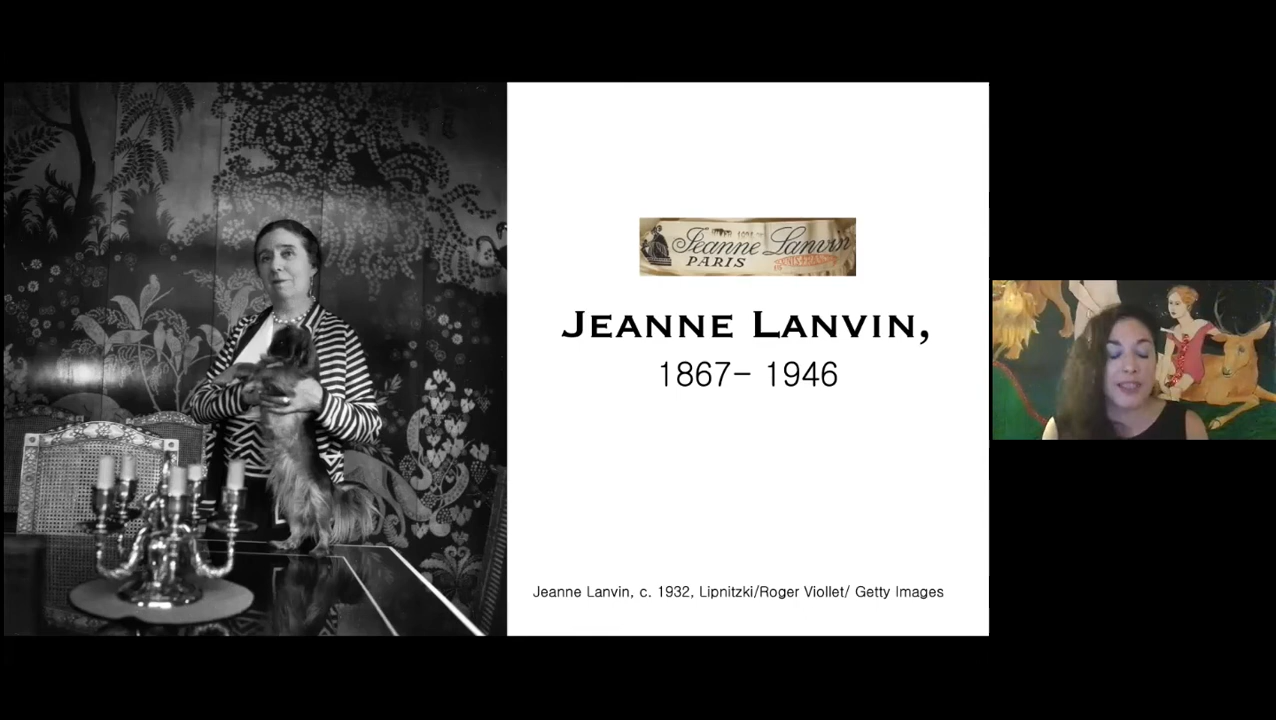 Jeanne Lanvin
PARIS
JEANNE LANVIN,
1867– 1946
Jeanne Lanvin, c. 1932, Lipnitzki/Roger Viollet/ Getty Images